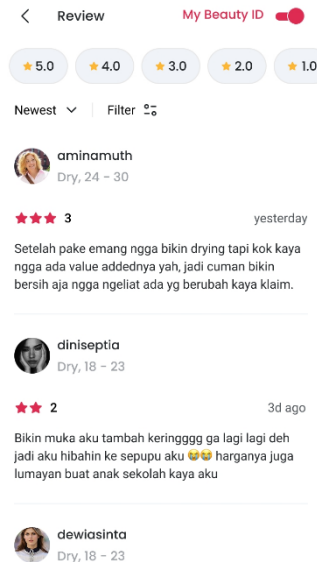 Review
My Beauty ID
5.0
4.0
3.0
2.0
1.0
Newest
Filter
aminamuth
Dry, 24 - 30
3
yesterday
Setelah pake emang ngga bikin drying tapi kok kaya
ngga ada value addednya yah, jadi cuman bikin
bersih aja ngga ngeliat ada yg berubah kaya klaim.
diniseptia
Dry, 18 - 23
2
3d ago
Bikin muka aku tambah keringggg ga lagi lagi deh
jadi aku hibahin ke sepupu aku 😭😭 harganya juga
lumayan buat anak sekolah kaya aku
dewiasinta
Dry, 18 - 23